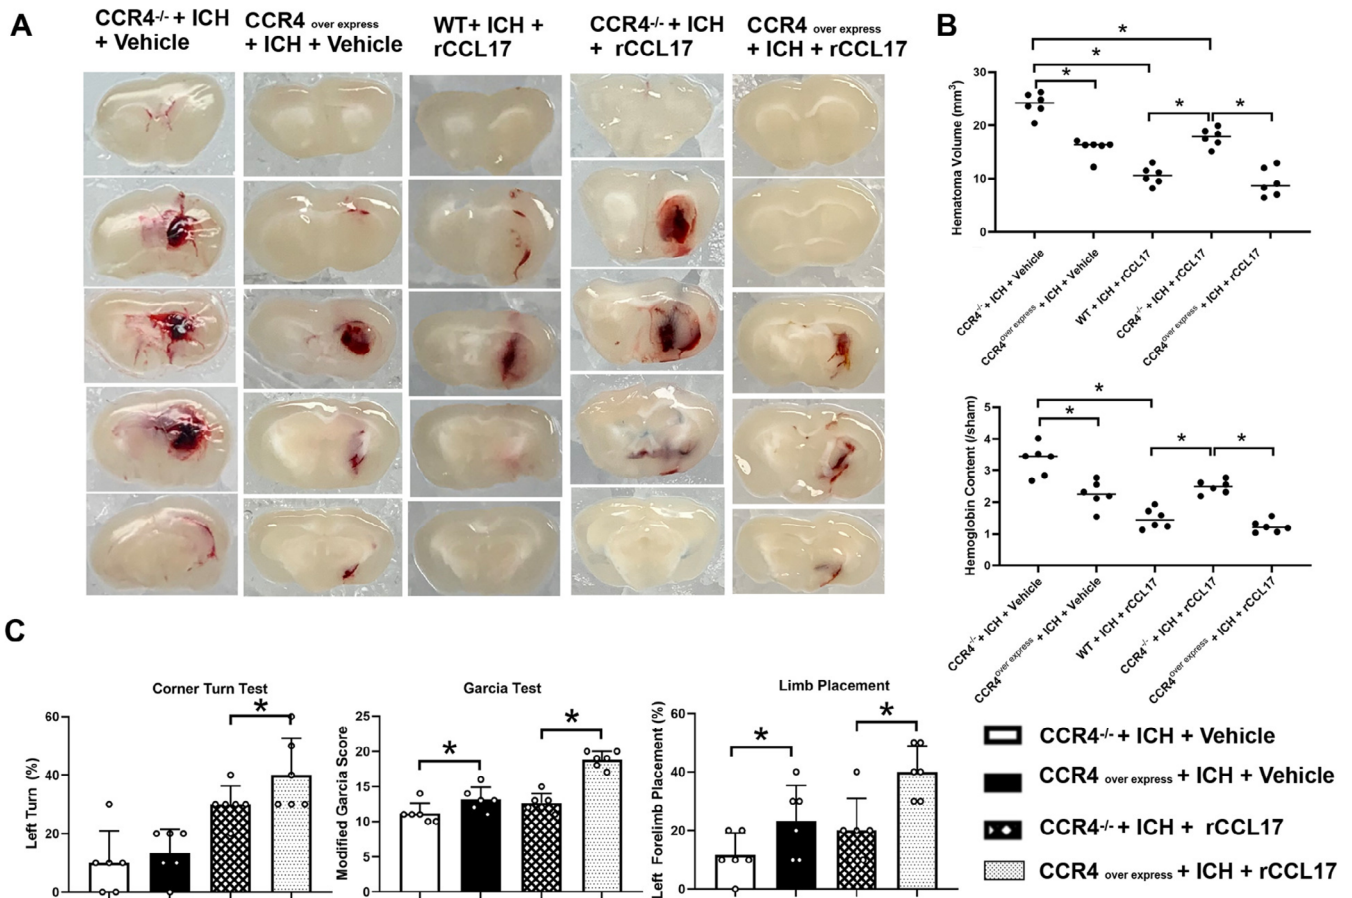 A
CCR4-/- + ICH
+ Vehicle
CCR4 over express
+ ICH + Vehicle
WT+ ICH +
rCCL17
CCR4-/- + ICH
+ rCCL17
CCR4 over express
+ ICH + rCCL17
B
Hematoma Volume (mm3)
30
20
10
0
*
*
*
*
*
CCR4-/- + ICH + Vehicle
CCR4over express + ICH + Vehicle
WT + ICH + rCCL17
CCR4-/- + ICH + rCCL17
CCR4over express + ICH + rCCL17
Hemoglobin Content (/sham)
5
4
3
2
1
0
*
*
*
*
CCR4-/- + ICH + Vehicle
CCR4over express + ICH + Vehicle
WT + ICH + rCCL17
CCR4-/- + ICH + rCCL17
CCR4over express + ICH + rCCL17
C
Corner Turn Test
Left Turn (%)
60
40
20
0
*
Garcia Test
Modified Garcia Score
25
20
15
10
5
0
*
*
Limb Placement
Left Forelimb Placement (%)
60
40
20
0
*
*
CCR4-/- + ICH + Vehicle
CCR4 over express + ICH + Vehicle
CCR4-/- + ICH + rCCL17
CCR4 over express + ICH + rCCL17